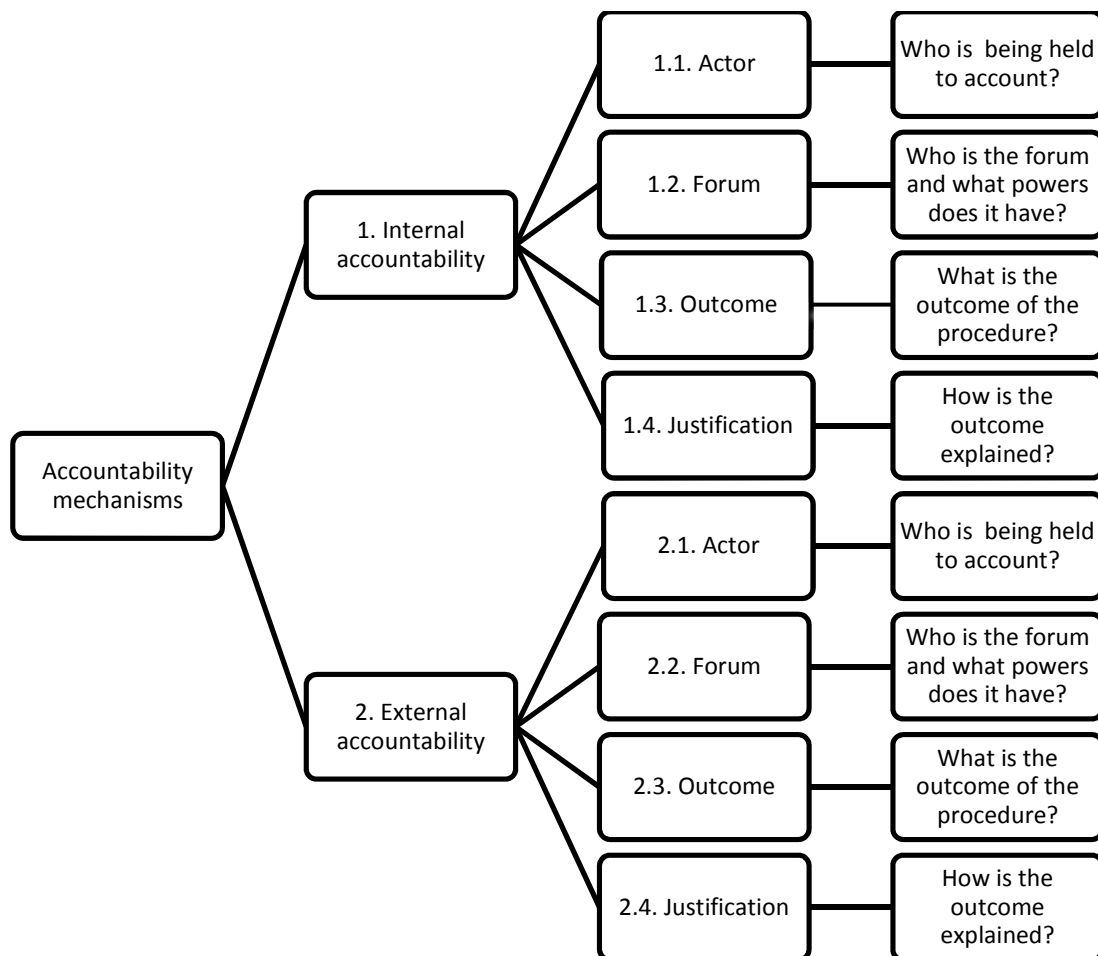 1.1. Actor
Who is  being held
to account?
1.2. Forum
Who is the forum
and what powers
does it have?
1. Internal
accountability
1.3. Outcome
What is the
outcome of the
procedure?
1.4. Justification
How is the
outcome
explained?
Accountability
mechanisms
2.1. Actor
Who is  being held
to account?
2.2. Forum
Who is the forum
and what powers
does it have?
2. External
accountability
2.3. Outcome
What is the
outcome of the
procedure?
2.4. Justification
How is the
outcome
explained?